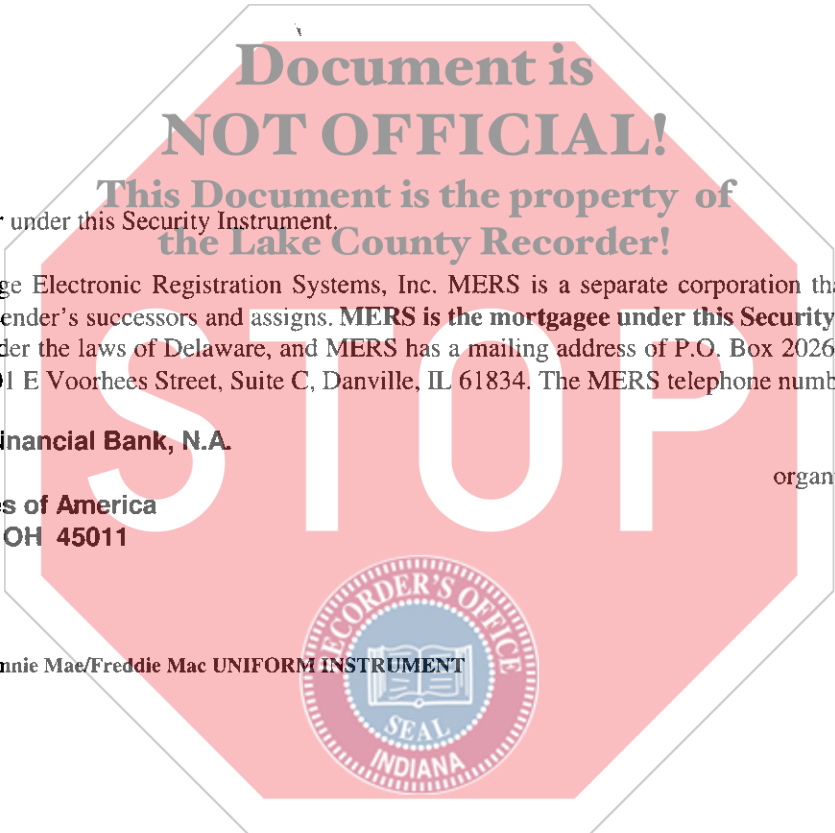 Document is
NOT OFFICIAL!
This Document is the property of
r under this Security Instrument.
the Lake County Recorder!
ge Electronic Registration Systems, Inc. MERS is a separate corporation tha
ender's successors and assigns. MERS is the mortgagee under this Security
der the laws of Delaware, and MERS has a mailing address of P.O. Box 2026
01 E Voorhees Street, Suite C, Danville, IL 61834. The MERS telephone numb
inancial Bank, N.A.
organ
STOP
es of America
OH 45011
RECORDER'S OFFICE
nnie Mae/Freddie Mac UNIFORM INSTRUMENT
SEAL
INDIANA